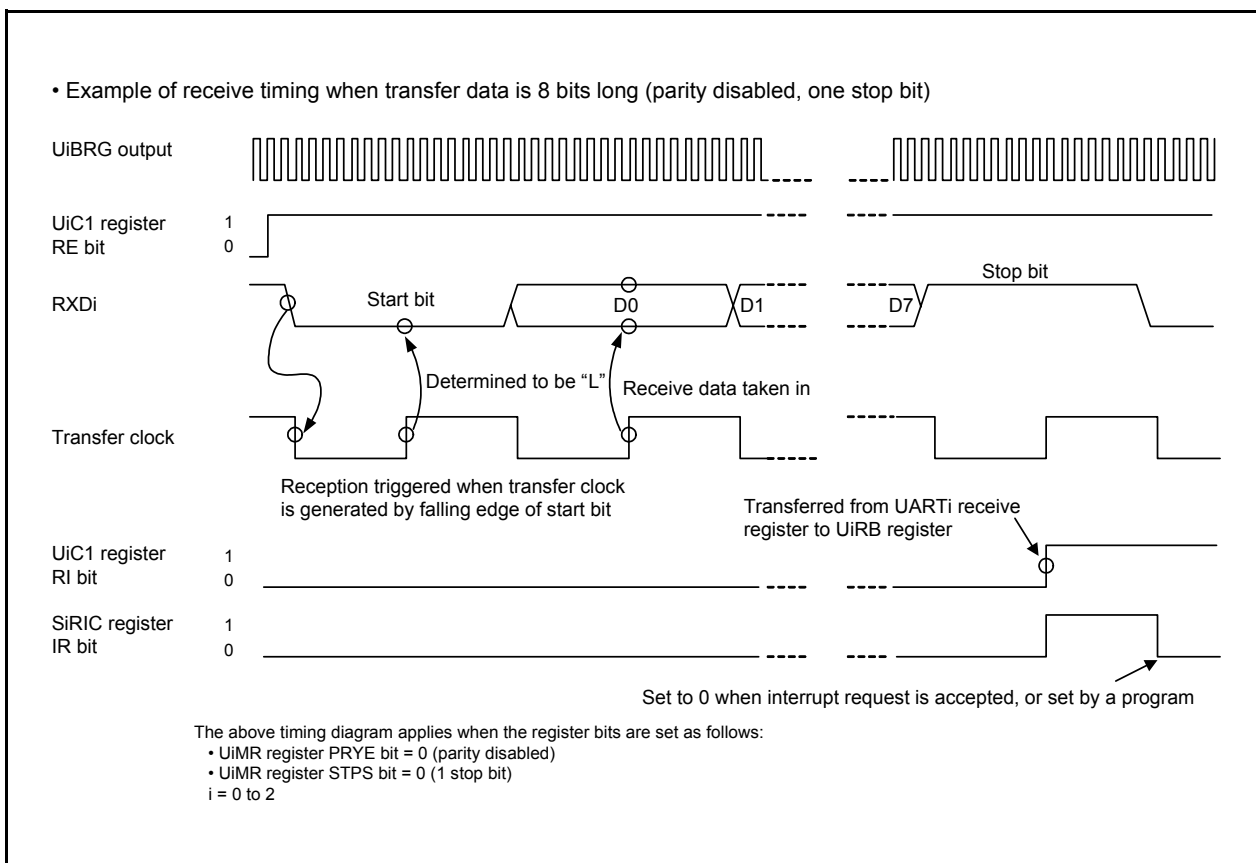 • Example of receive timing when transfer data is 8 bits long (parity disabled, one stop bit)
UiBRG output
UiC1 register
RE bit
1
0
Stop bit
RXDi
Start bit
D0
D1
D7
Determined to be “L”
Receive data taken in
Transfer clock
Reception triggered when transfer clock
is generated by falling edge of start bit
Transferred from UARTi receive
register to UiRB register
UiC1 register
RI bit
1
0
SiRIC register
IR bit
1
0
Set to 0 when interrupt request is accepted, or set by a program
The above timing diagram applies when the register bits are set as follows:
• UiMR register PRYE bit = 0 (parity disabled)
• UiMR register STPS bit = 0 (1 stop bit)
i = 0 to 2